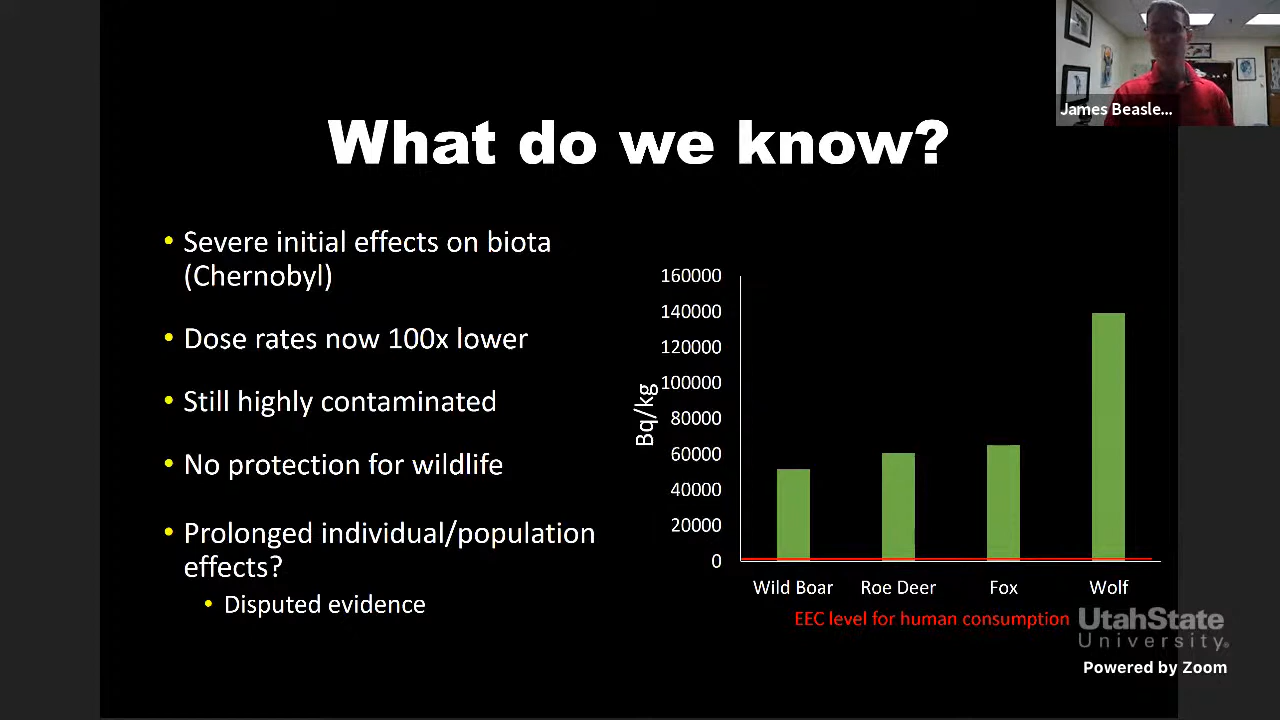 James Beasle...
What do we know?
• Severe initial effects on biota
(Chernobyl)
• Dose rates now 100x lower
• Still highly contaminated
• No protection for wildlife
• Prolonged individual/population
effects?
• Disputed evidence
Bq/kg
160000
140000
120000
100000
80000
60000
40000
20000
0
Wild Boar Roe Deer Fox Wolf
EEC level for human consumption
UtahState
University
Powered by Zoom